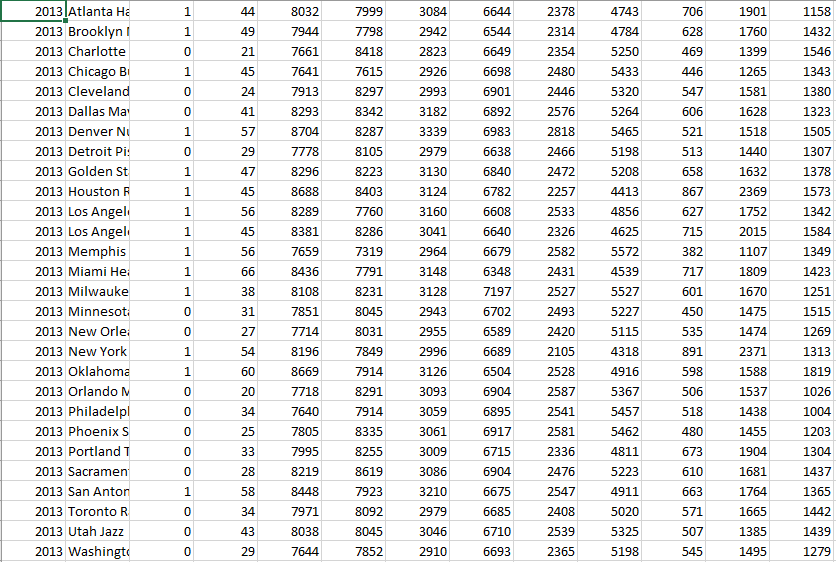 2013 Atlanta Ha 1 44 8032 7999 3084 6644 2378 4743 706 1901 1158
2013 Brooklyn 1 49 7944 7798 2942 6544 2314 4784 628 1760 1432
2013 Charlotte 0 21 7661 8418 2823 6649 2354 5250 469 1399 1546
2013 Chicago Bu 1 45 7641 7615 2926 6698 2480 5433 446 1265 1343
2013 Cleveland 0 24 7913 8297 2993 6901 2446 5320 547 1581 1380
2013 Dallas Mav 0 41 8293 8342 3182 6892 2576 5264 606 1628 1323
2013 Denver Nu 1 57 8704 8287 3339 6983 2818 5465 521 1518 1505
2013 Detroit Pis 0 29 7778 8105 2979 6638 2466 5198 513 1440 1307
2013 Golden Sta 1 47 8296 8223 3130 6840 2472 5208 658 1632 1378
2013 Houston R 1 45 8688 8403 3124 6782 2257 4413 867 2369 1573
2013 Los Angele 1 56 8289 7760 3160 6608 2533 4856 627 1752 1342
2013 Los Angele 1 45 8381 8286 3041 6640 2326 4625 715 2015 1584
2013 Memphis 1 56 7659 7319 2964 6679 2582 5572 382 1107 1349
2013 Miami Hea 1 66 8436 7791 3148 6348 2431 4539 717 1809 1423
2013 Milwauke 1 38 8108 8231 3128 7197 2527 5527 601 1670 1251
2013 Minnesota 0 31 7851 8045 2943 6702 2493 5227 450 1475 1515
2013 New Orlea 0 27 7714 8031 2955 6589 2420 5115 535 1474 1269
2013 New York 1 54 8196 7849 2996 6689 2105 4318 891 2371 1313
2013 Oklahoma 1 60 8669 7914 3126 6504 2528 4916 598 1588 1819
2013 Orlando M 0 20 7718 8291 3093 6904 2587 5367 506 1537 1026
2013 Philadelpl 0 34 7640 7914 3059 6895 2541 5457 518 1438 1004
2013 Phoenix S 0 25 7805 8335 3061 6917 2581 5462 480 1455 1203
2013 Portland T 0 33 7995 8255 3009 6715 2336 4811 673 1904 1304
2013 Sacrament 0 28 8219 8619 3086 6904 2476 5223 610 1681 1437
2013 San Anton 1 58 8448 7923 3210 6675 2547 4911 663 1764 1365
2013 Toronto R 0 34 7971 8092 2979 6685 2408 5020 571 1665 1442
2013 Utah Jazz 0 43 8038 8045 3046 6710 2539 5325 507 1385 1439
2013 Washingto 0 29 7644 7852 2910 6693 2365 5198 545 1495 1279